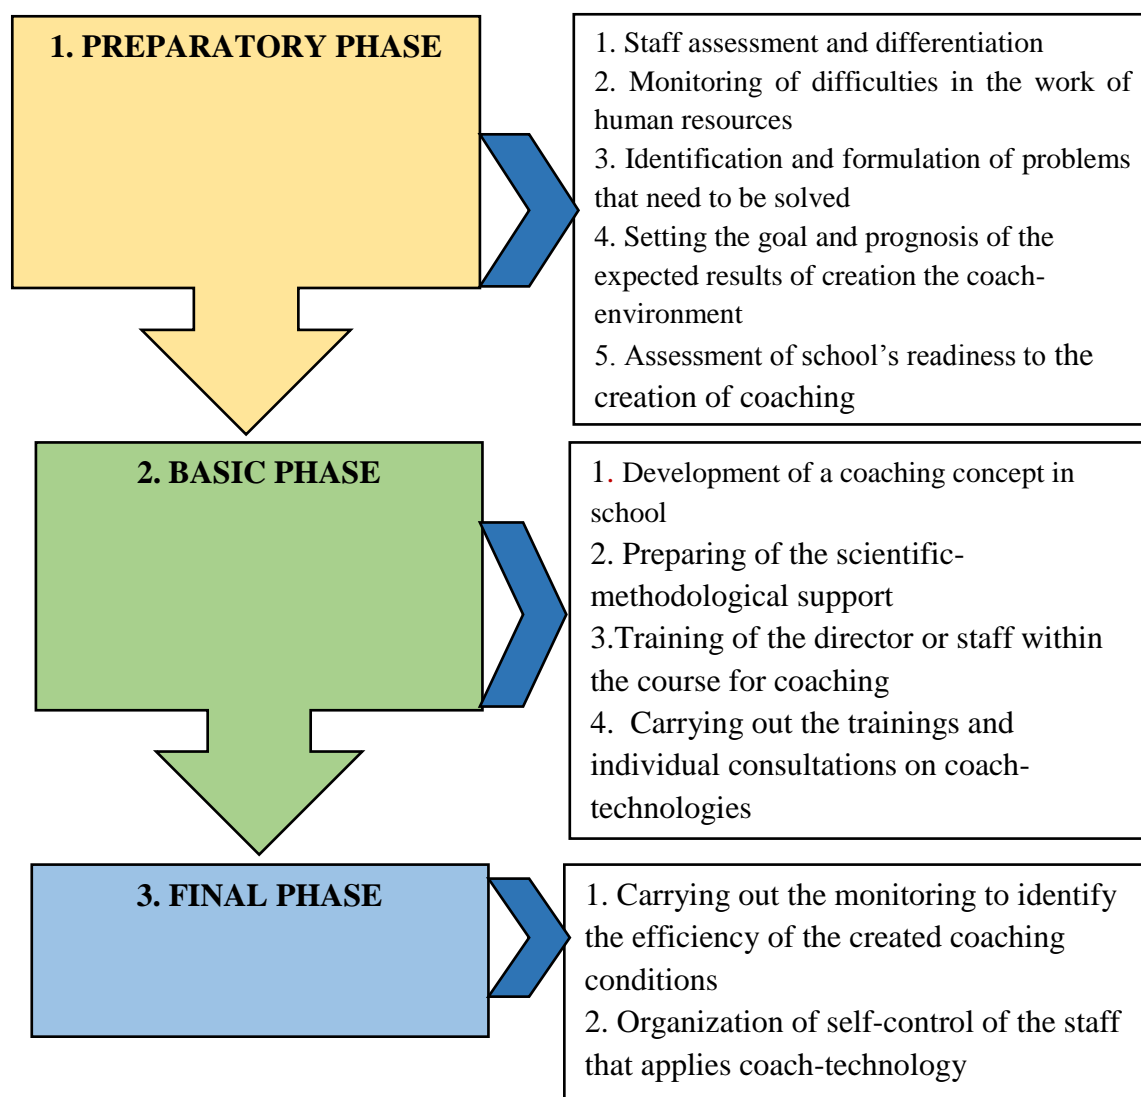 1. PREPARATORY PHASE
1. Staff assessment and differentiation
2. Monitoring of difficulties in the work of
human resources
3. Identification and formulation of problems
that need to be solved
4. Setting the goal and prognosis of the
expected results of creation the coach-
environment
5. Assessment of school’s readiness to the
creation of coaching
2. BASIC PHASE
1. Development of a coaching concept in
school
2. Preparing of the scientific-
methodological support
3.Training of the director or staff within
the course for coaching
4. Carrying out the trainings and
individual consultations on coach-
technologies
3. FINAL PHASE
1. Carrying out the monitoring to identify
the efficiency of the created coaching
conditions
2. Organization of self-control of the staff
that applies coach-technology